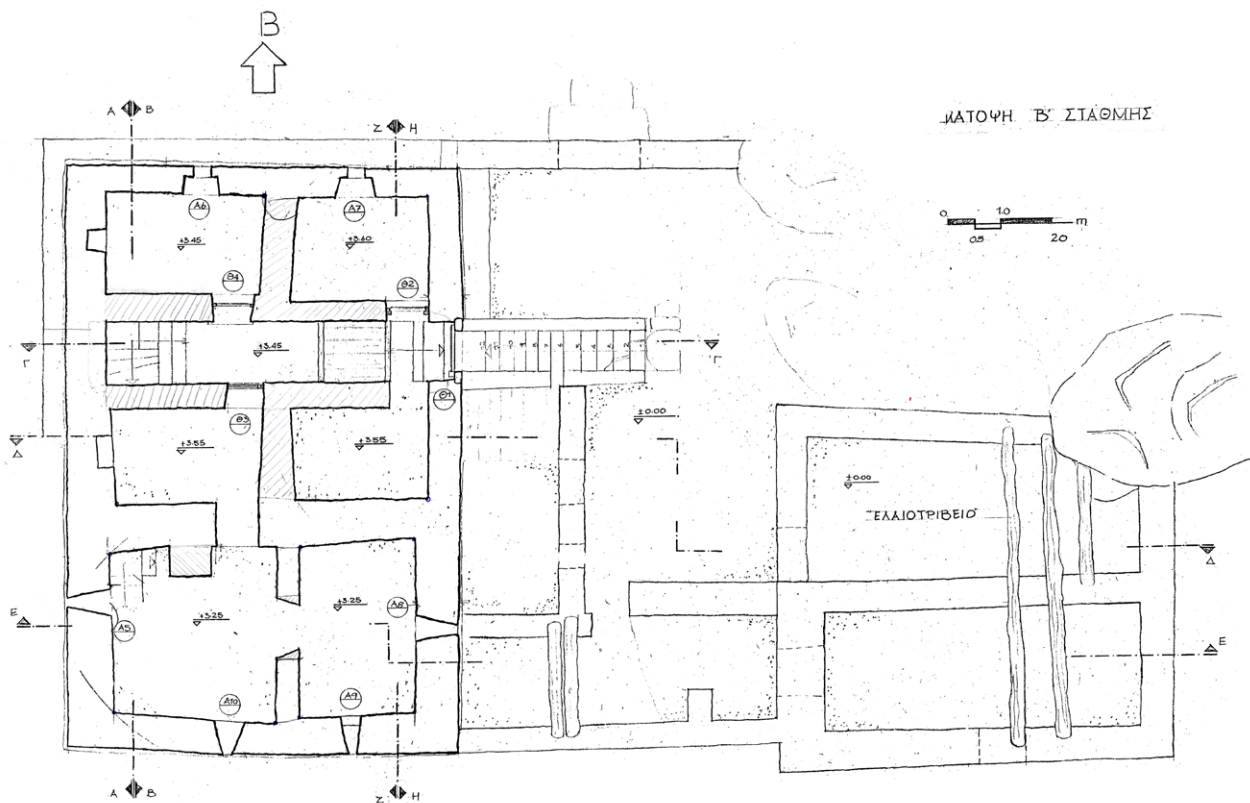 Β
Α Β
Ζ Η
ΚΑΤΟΨΗ Β' ΣΤΑΘΜΗΣ
0 1.0 m
0.5 2.0
Α6
Α7
+3.45
+3.60
Θ4
Θ2
Γ
+3.45
Γ
Θ1
Θ3
±0.00
Δ
+3.55
+3.55
±0.00
"ΕΛΑΙΟΤΡΙΒΕΙΟ"
Δ
Ε
Α5
+3.25
+3.25
Α8
Ε
Α10
Α9
Α Β
Ζ Η